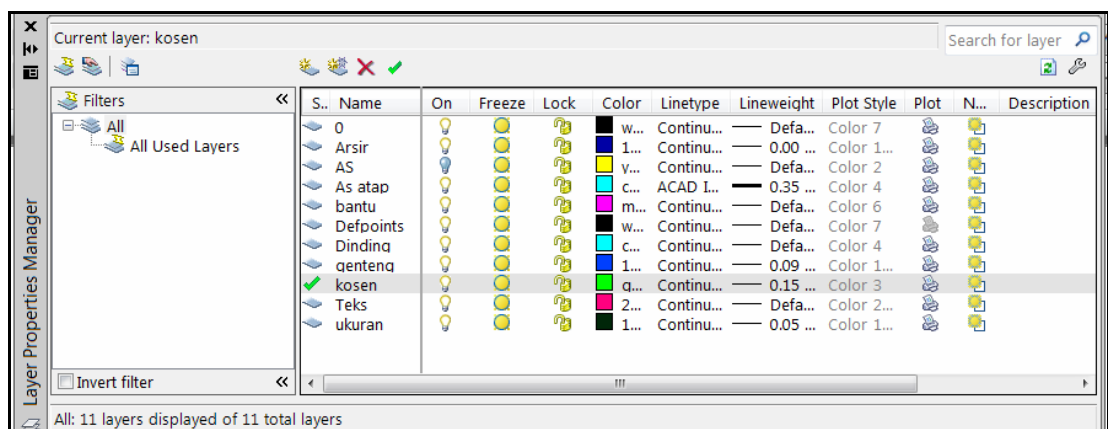 Current layer: kosen
Search for layer
Filters
All
All Used Layers
Invert filter
S.. Name On Freeze Lock Color Linetype Lineweight Plot Style Plot N... Description
0 w... Continu... Defa... Color 7
Arsir 1... Continu... 0.00 ... Color 1...
AS y... Continu... Defa... Color 2
As atap c... ACAD I... 0.35 ... Color 4
bantu m... Continu... Defa... Color 6
Defpoints w... Continu... Defa... Color 7
Dinding c... Continu... Defa... Color 4
genteng 1... Continu... 0.09 ... Color 1...
kosen g... Continu... 0.15 ... Color 3
Teks 2... Continu... Defa... Color 2...
ukuran 1... Continu... 0.05 ... Color 1...
All: 11 layers displayed of 11 total layers
Layer Properties Manager